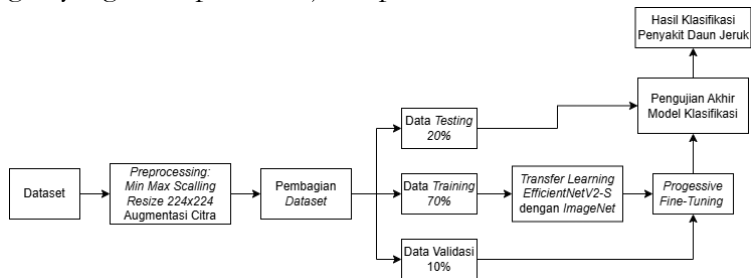 Hasil Klasifikasi
Penyakit Daun Jeruk
Data Testing
20%
Pengujian Akhir
Model Klasifikasi
Dataset
Preprocessing:
Min Max Scalling
Resize 224x224
Augmentasi Citra
Pembagian
Dataset
Data Training
70%
Transfer Learning
EfficientNetV2-S
dengan ImageNet
Progessive
Fine-Tuning
Data Validasi
10%